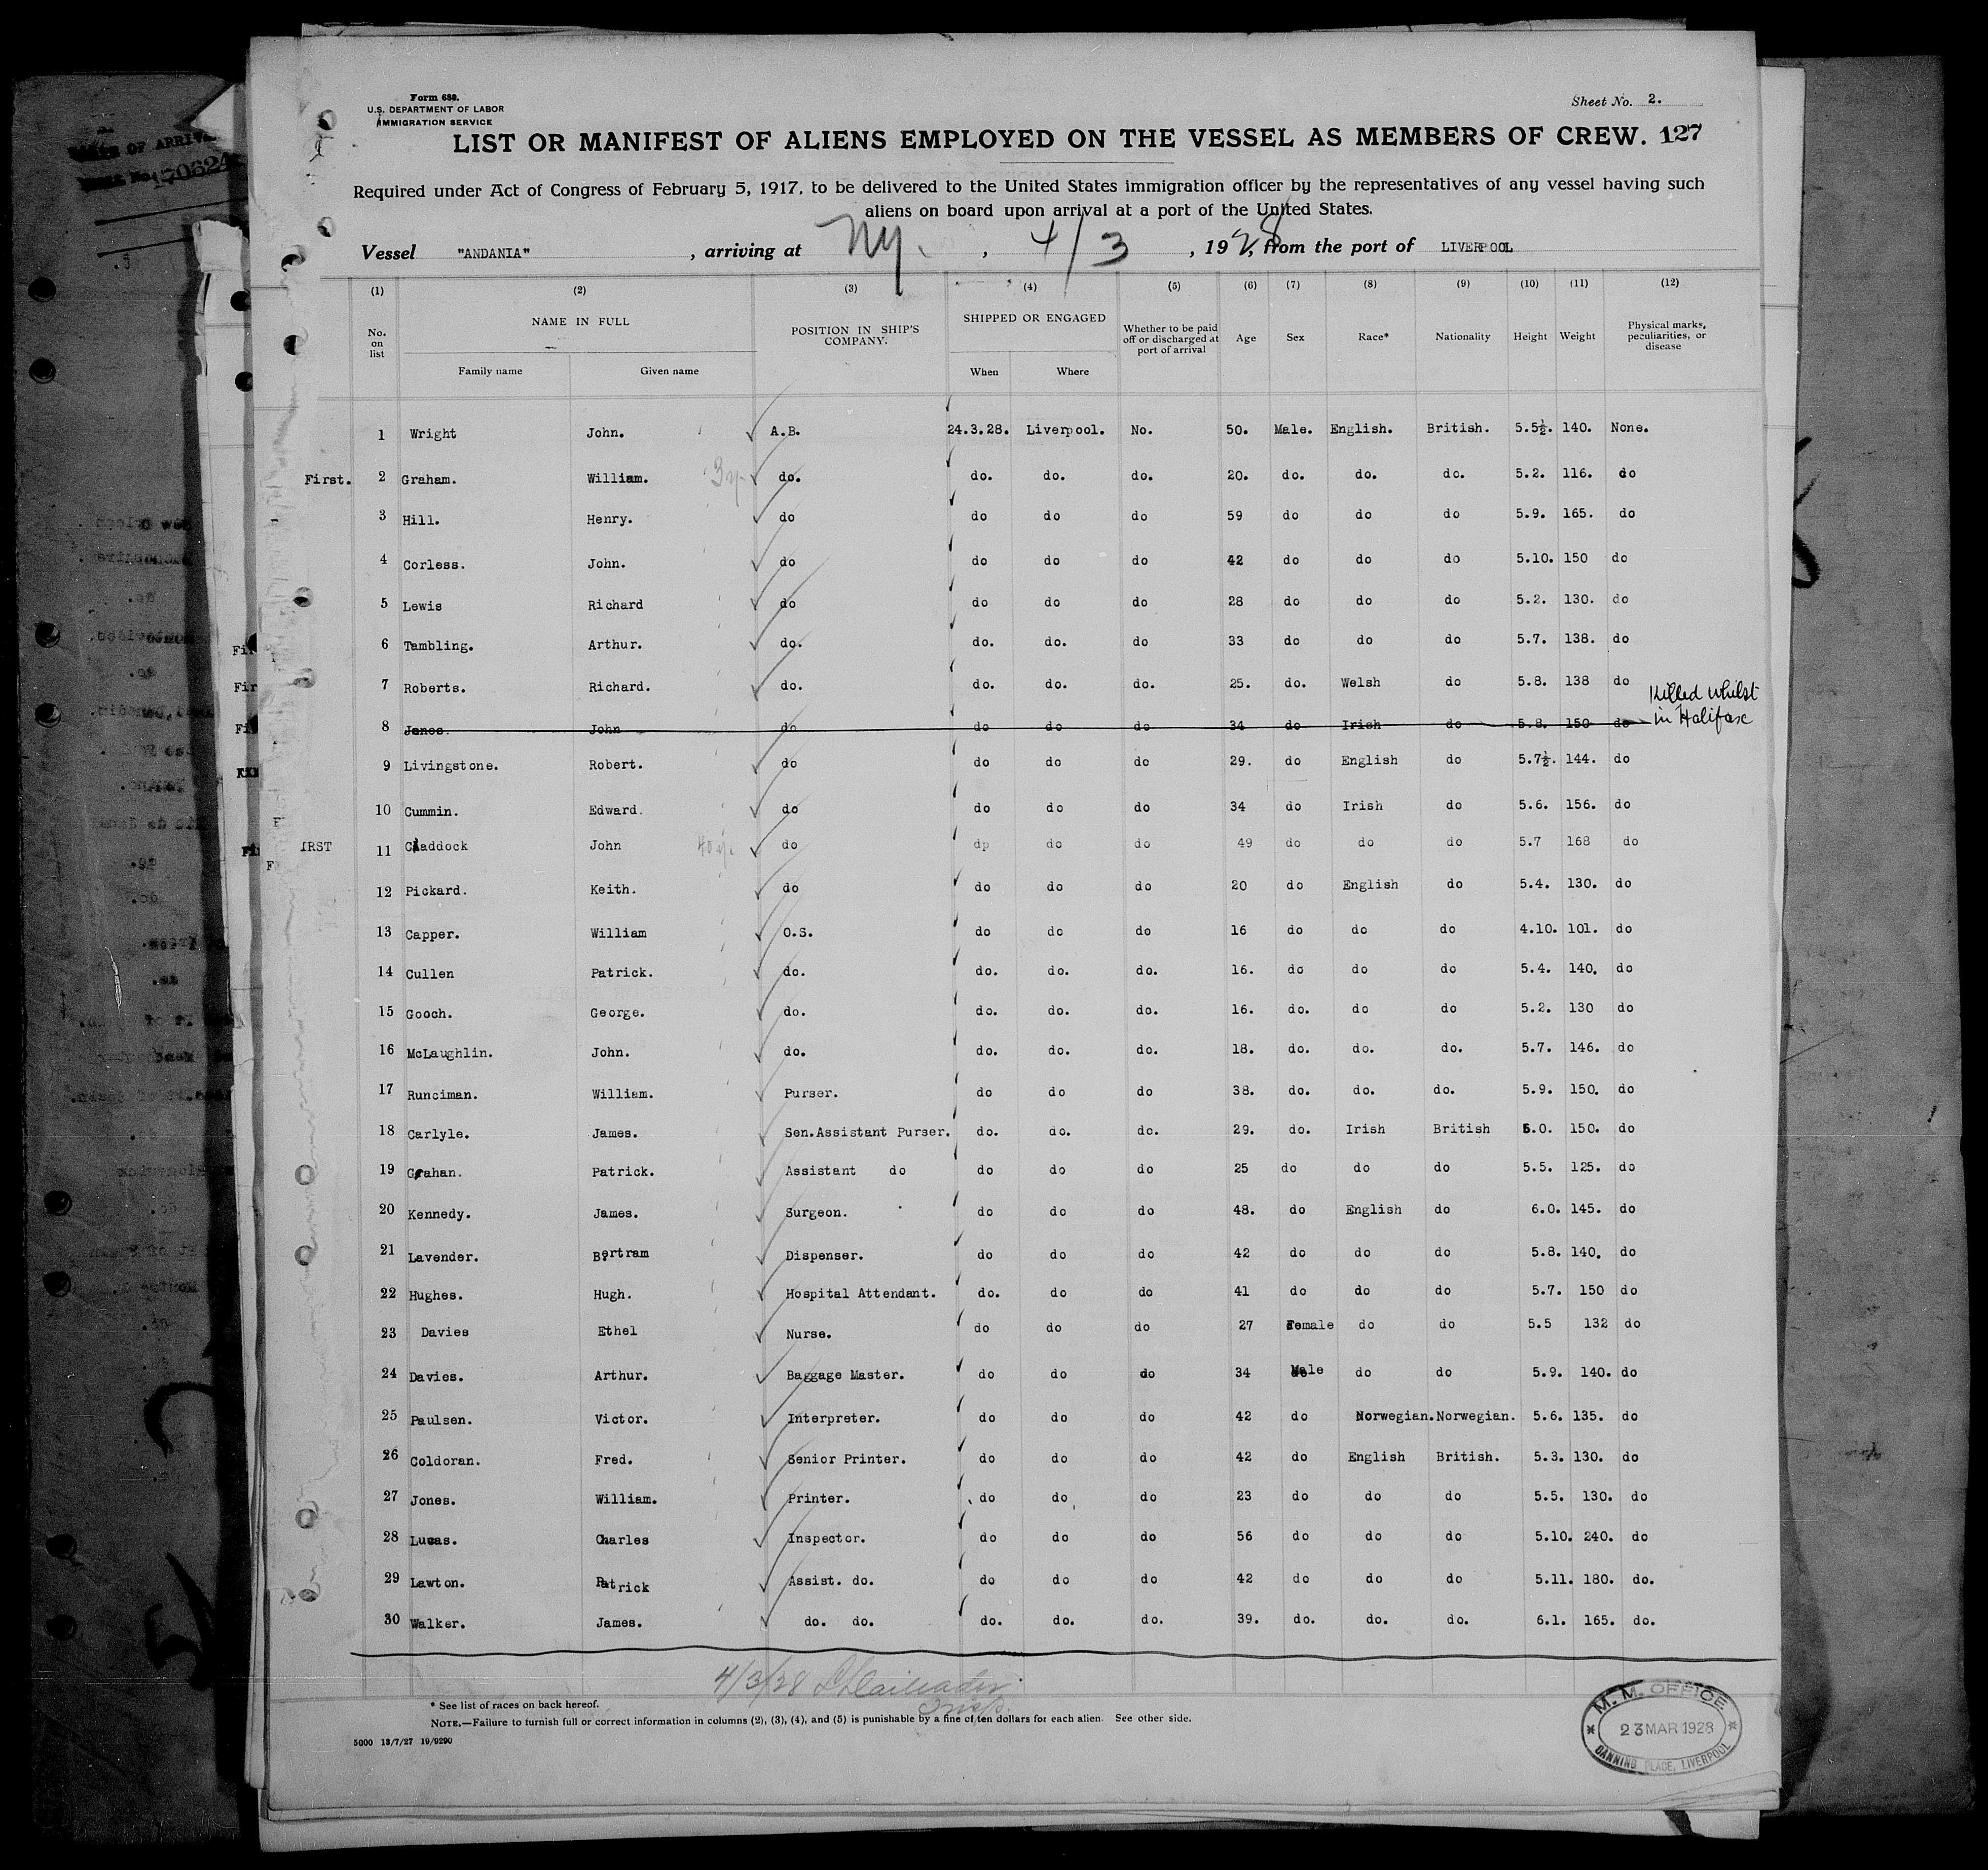 Form 689.
U.S. DEPARTMENT OF LABOR
IMMIGRATION SERVICE
Sheet No. 2.
LIST OR MANIFEST OF ALIENS EMPLOYED ON THE VESSEL AS MEMBERS OF CREW. 127
Required under Act of Congress of February 5, 1917, to be delivered to the United States immigration officer by the representatives of any vessel having such
aliens on board upon arrival at a port of the United States.
Vessel "ANDANIA", arriving at Ny., 4/3, 1928, from the port of LIVERPOOL
(1) (2) (3) (4) (5) (6) (7) (8) (9) (10) (11) (12)
No. on list NAME IN FULL POSITION IN SHIP'S COMPANY. SHIPPED OR ENGAGED Whether to be paid off or discharged at port of arrival Age Sex Race* Nationality Height Weight Physical marks, peculiarities, or disease
Family name Given name When Where
1 Wright John. A.B. 24.3.28. Liverpool. No. 50. Male. English. British. 5.5½. 140. None.
First. 2 Graham. William. do. do. do. do. 20. do. do. do. 5.2. 116. do
3 Hill. Henry. do do do do 59 do do do 5.9. 165. do
4 Corless. John. do do do do 42 do do do 5.10. 150 do
5 Lewis Richard do do do do 28 do do do 5.2. 130. do
6 Tambling. Arthur. do. do. do. do 33 do do do 5.7. 138. do
7 Roberts. Richard. do. do. do. do. 25. do. Welsh do 5.8. 138 do
8 Jones. John do do do do 34 do Irish do 5.8. 150 do Killed whilst in Halifax
9 Livingstone. Robert. do do do do 29. do English do 5.7½. 144. do
10 Cummin. Edward. do do do do 34 do Irish do 5.6. 156. do
IRST 11 Claddock John do dp do do 49 do do do 5.7 168 do
12 Pickard. Keith. do do do do 20 do English do 5.4. 130. do
13 Capper. William O.S. do do do 16 do do do 4.10. 101. do
14 Cullen Patrick. do. do. do. do. 16. do do do 5.4. 140. do
15 Gooch. George. do. do. do. do. 16. do. do do 5.2. 130 do
16 McLaughlin. John. do. do. do. do. 18. do. do. do. 5.7. 146. do
17 Runciman. William. Purser. do do do 38. do. do. do. 5.9. 150. do
18 Carlyle. James. Sen.Assistant Purser. do. do. do. 29. do. Irish British 6.0. 150. do
19 Grahan. Patrick. Assistant do do do do 25 do do do 5.5. 125. do
20 Kennedy. James. Surgeon. do do do 48. do English do 6.0. 145. do
21 Lavender. Bertram Dispenser. do do do 42 do do do 5.8. 140. do
22 Hughes. Hugh. Hospital Attendant. do. do do 41 do do do 5.7. 150 do
23 Davies Ethel Nurse. do do do 27 Female do do 5.5 132 do
24 Davies. Arthur. Baggage Master. do do do 34 Male do do 5.9. 140. do
25 Paulsen. Victor. Interpreter. do do do 42 do Norwegian. Norwegian. 5.6. 135. do
26 Coldoran. Fred. Senior Printer. do do do 42 do English British. 5.3. 130. do
27 Jones. William. Printer. do do do 23 do do do 5.5. 130. do
28 Lucas. Charles Inspector. do do do 56 do do do 5.10. 240. do
29 Lawton. Patrick Assist. do. do do do 42 do do do 5.11. 180. do.
30 Walker. James. do. do. do. do. do. 39. do. do. do. 6.1. 165. do.
4/3/28
* See list of races on back hereof.
NOTE.—Failure to furnish full or correct information in columns (2), (3), (4), and (5) is punishable by a fine of ten dollars for each alien. See other side.
5000 13/7/27 19/9290
M. M. OFFICE
23 MAR 1928
CANNING PLACE, LIVERPOOL